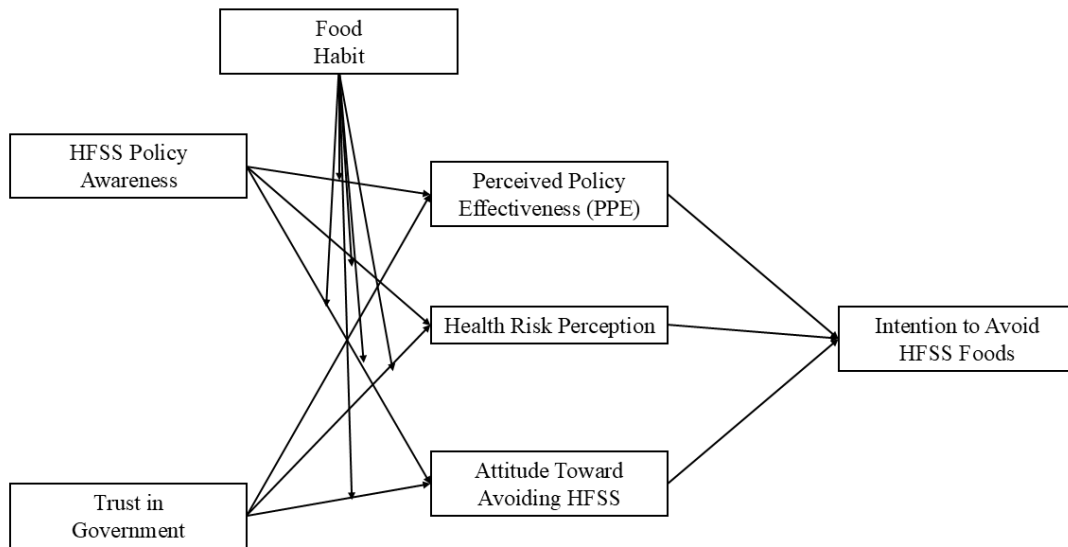 Food
Habit
HFSS Policy
Awareness
Perceived Policy
Effectiveness (PPE)
Health Risk Perception
Intention to Avoid
HFSS Foods
Attitude Toward
Avoiding HFSS
Trust in
Government